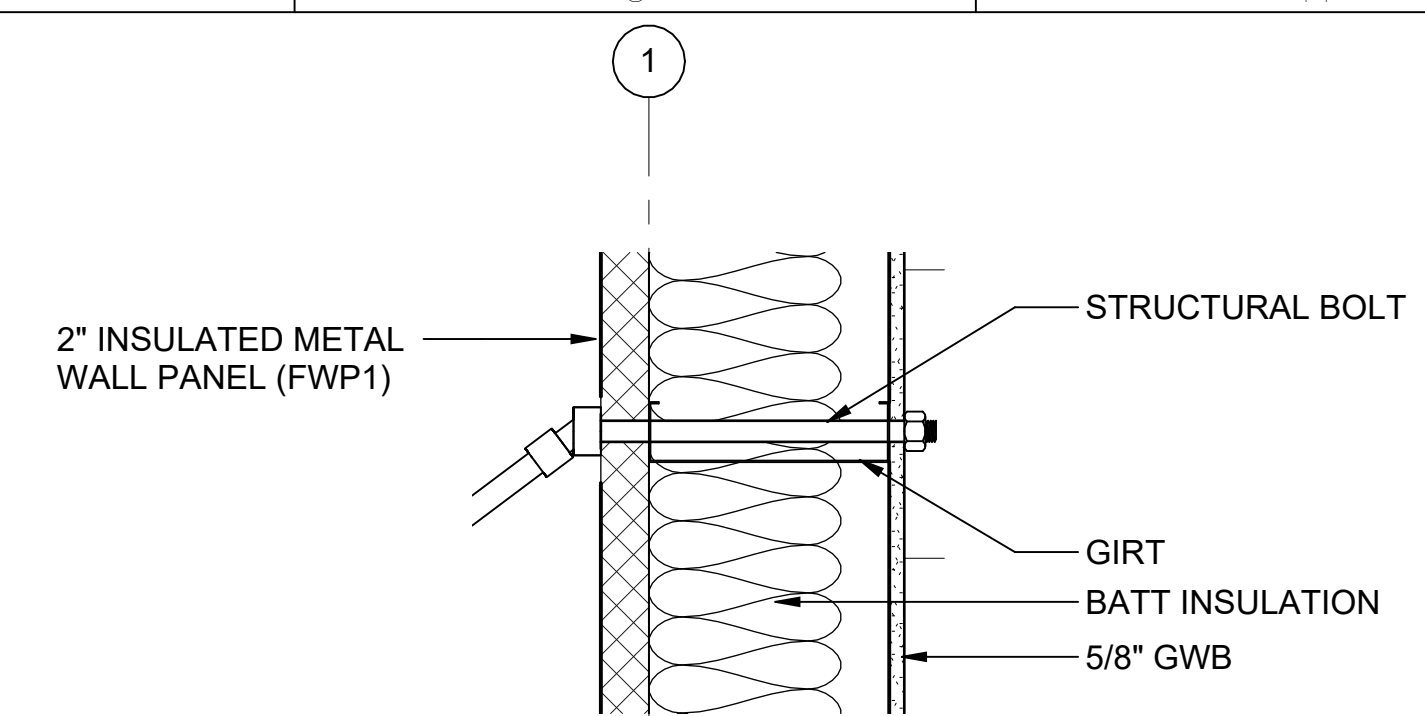 1
2" INSULATED METAL
WALL PANEL (FWP1)
STRUCTURAL BOLT
GIRT
BATT INSULATION
5/8" GWB